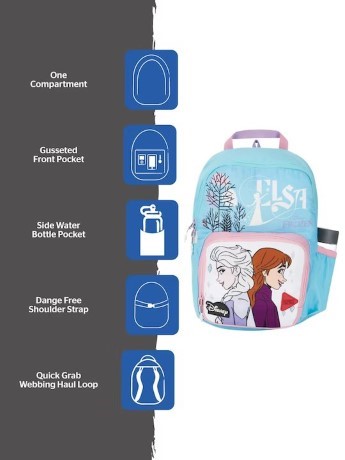 One
Compartment
Gusseted
Front Pocket
Side Water
Bottle Pocket
Dange Free
Shoulder Strap
Quick Grab
Webbing Haul Loop
ELSA
Disney